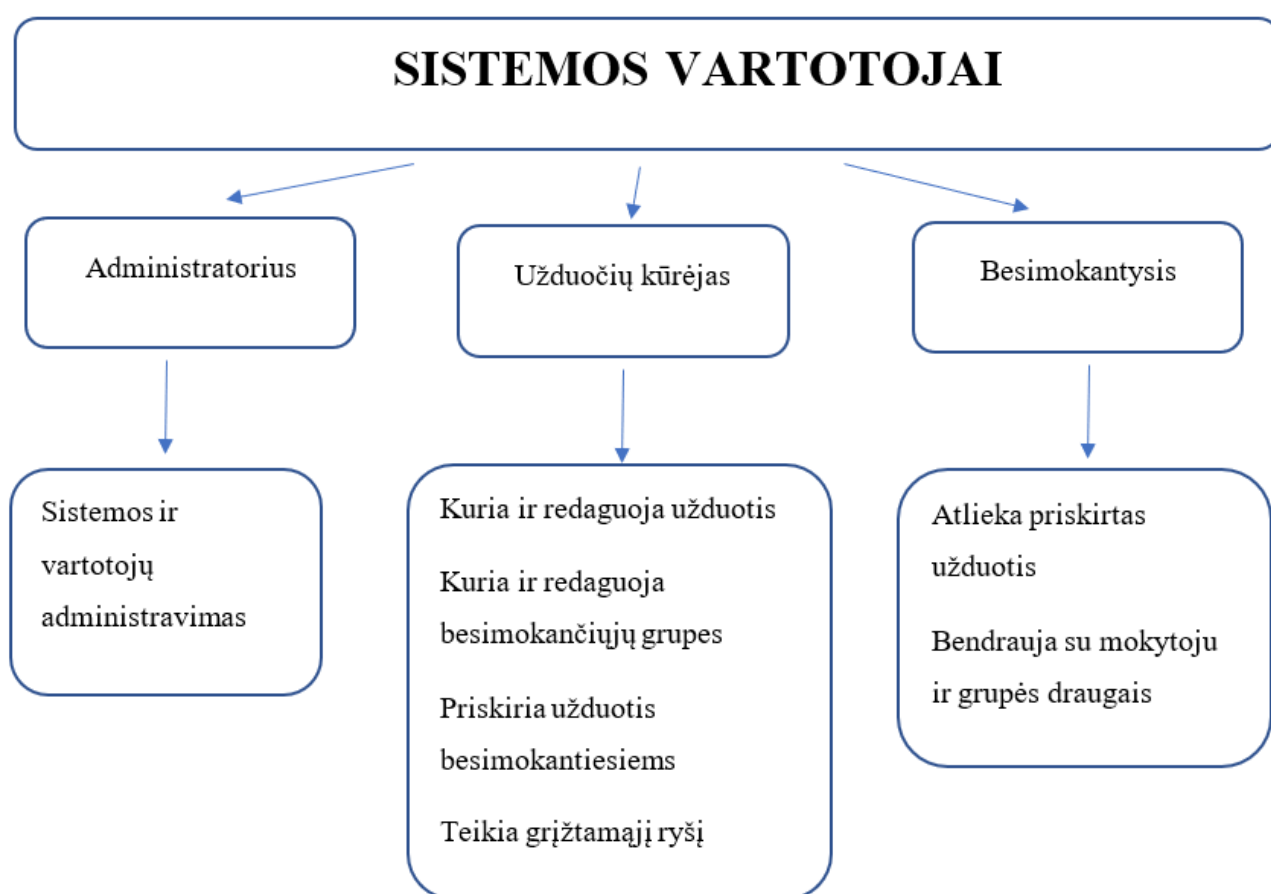 SISTEMOS VARTOTOJAI
Administratorius
Užduočių kūrėjas
Besimokantysis
Sistemos ir
vartotojų
administravimas
Kuria ir redaguoja užduotis
Kuria ir redaguoja
besimokančiųjų grupes
Priskiria užduotis
besimokantiesiems
Teikia grįžtamąjį ryšį
Atlieka priskirtas
užduotis
Bendrauja su mokytoju
ir grupės draugais